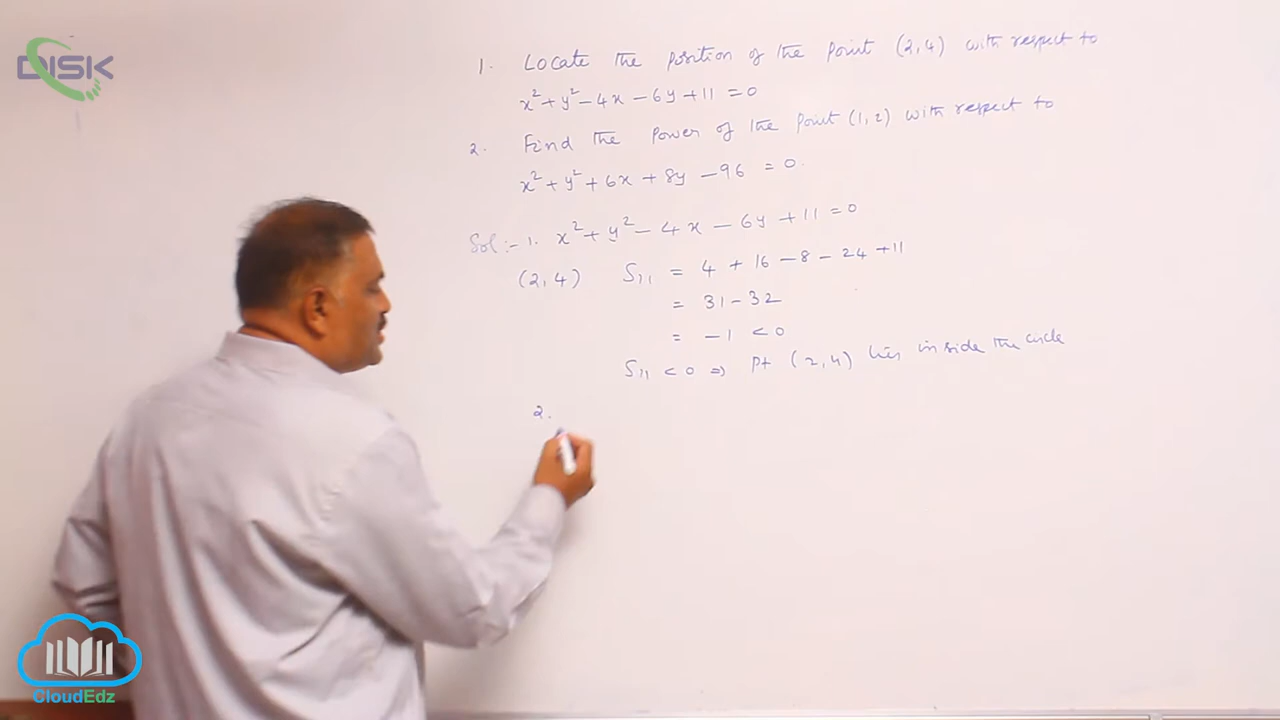 DISK
1. Locate the position of the point (2,4) with respect to
x² + y² - 4x - 6y + 11 = 0
2. Find the power of the point (1,2) with respect to
x² + y² + 6x + 8y - 96 = 0.
Sol:- 1. x² + y² - 4x - 6y + 11 = 0
(2,4) S₁₁ = 4 + 16 - 8 - 24 + 11
= 31 - 32
= -1 < 0
S₁₁ < 0 ⇒ Pt (2,4) lies inside the circle
2.
CloudEdz